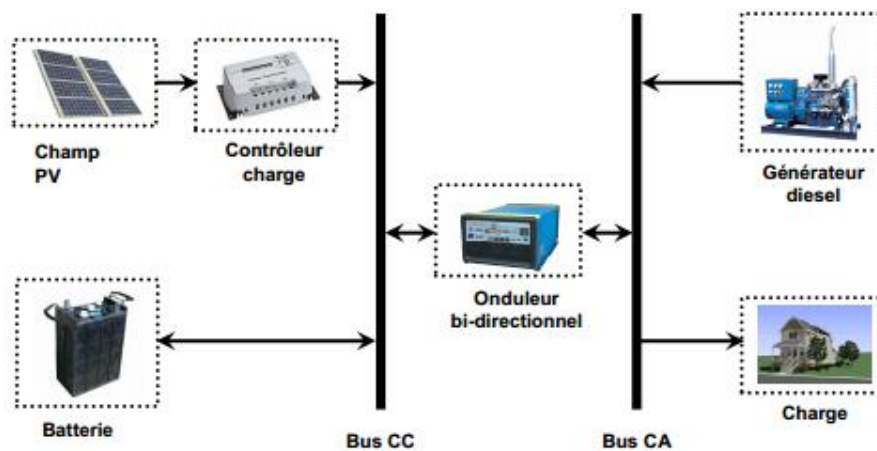 Champ
PV
Contrôleur
charge
Générateur
diesel
Onduleur
bi-directionnel
Batterie
Bus CC
Bus CA
Charge